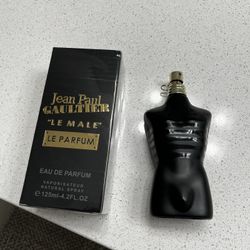 Jean Paul
GAULTIER
"LE MALE"
LE PARFUM
EAU DE PARFUM
VAPORISATEUR
NATURAL SPRAY
℮125ml-4.2FL.OZ